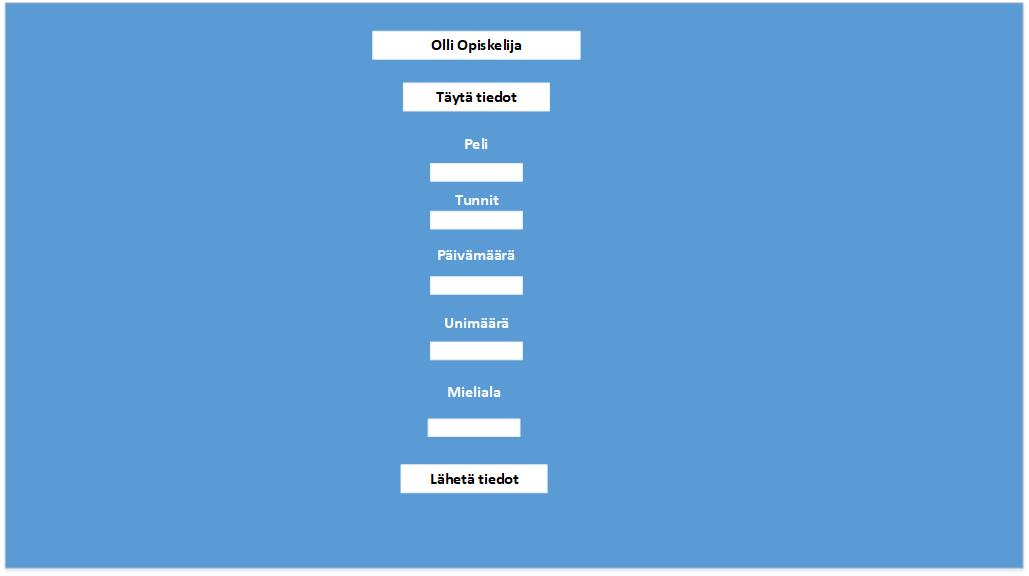 Olli Opiskelija
Täytä tiedot
Peli
Tunnit
Päivämäärä
Unimäärä
Mieliala
Lähetä tiedot